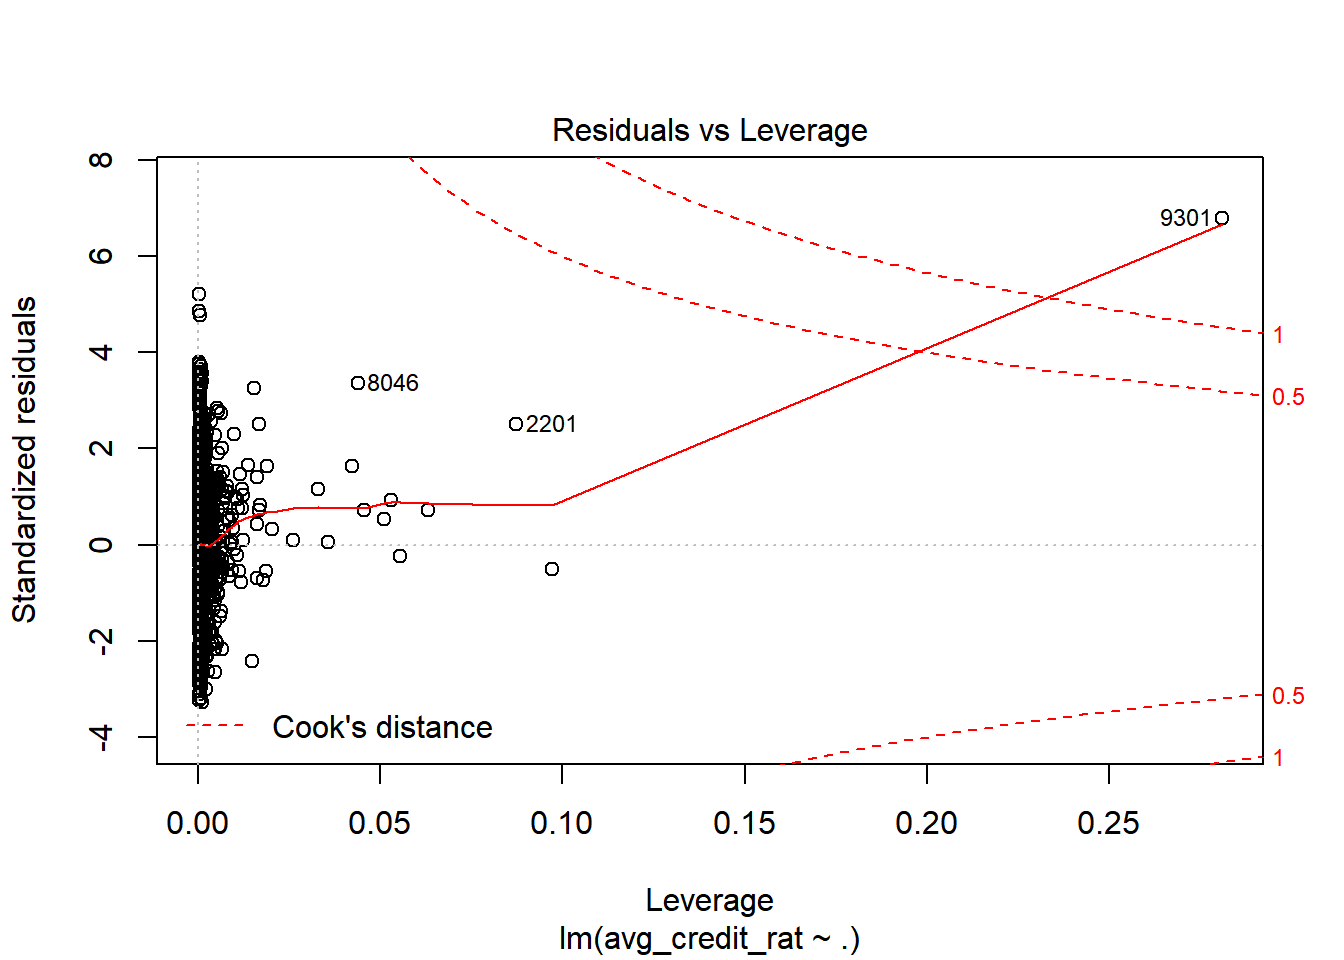 Residuals vs Leverage
Standardized residuals
8
6
4
2
0
-2
-4
9301
8046
2201
1
0.5
0.5
1
Cook's distance
0.00 0.05 0.10 0.15 0.20 0.25
Leverage
lm(avg_credit_rat ~ .)